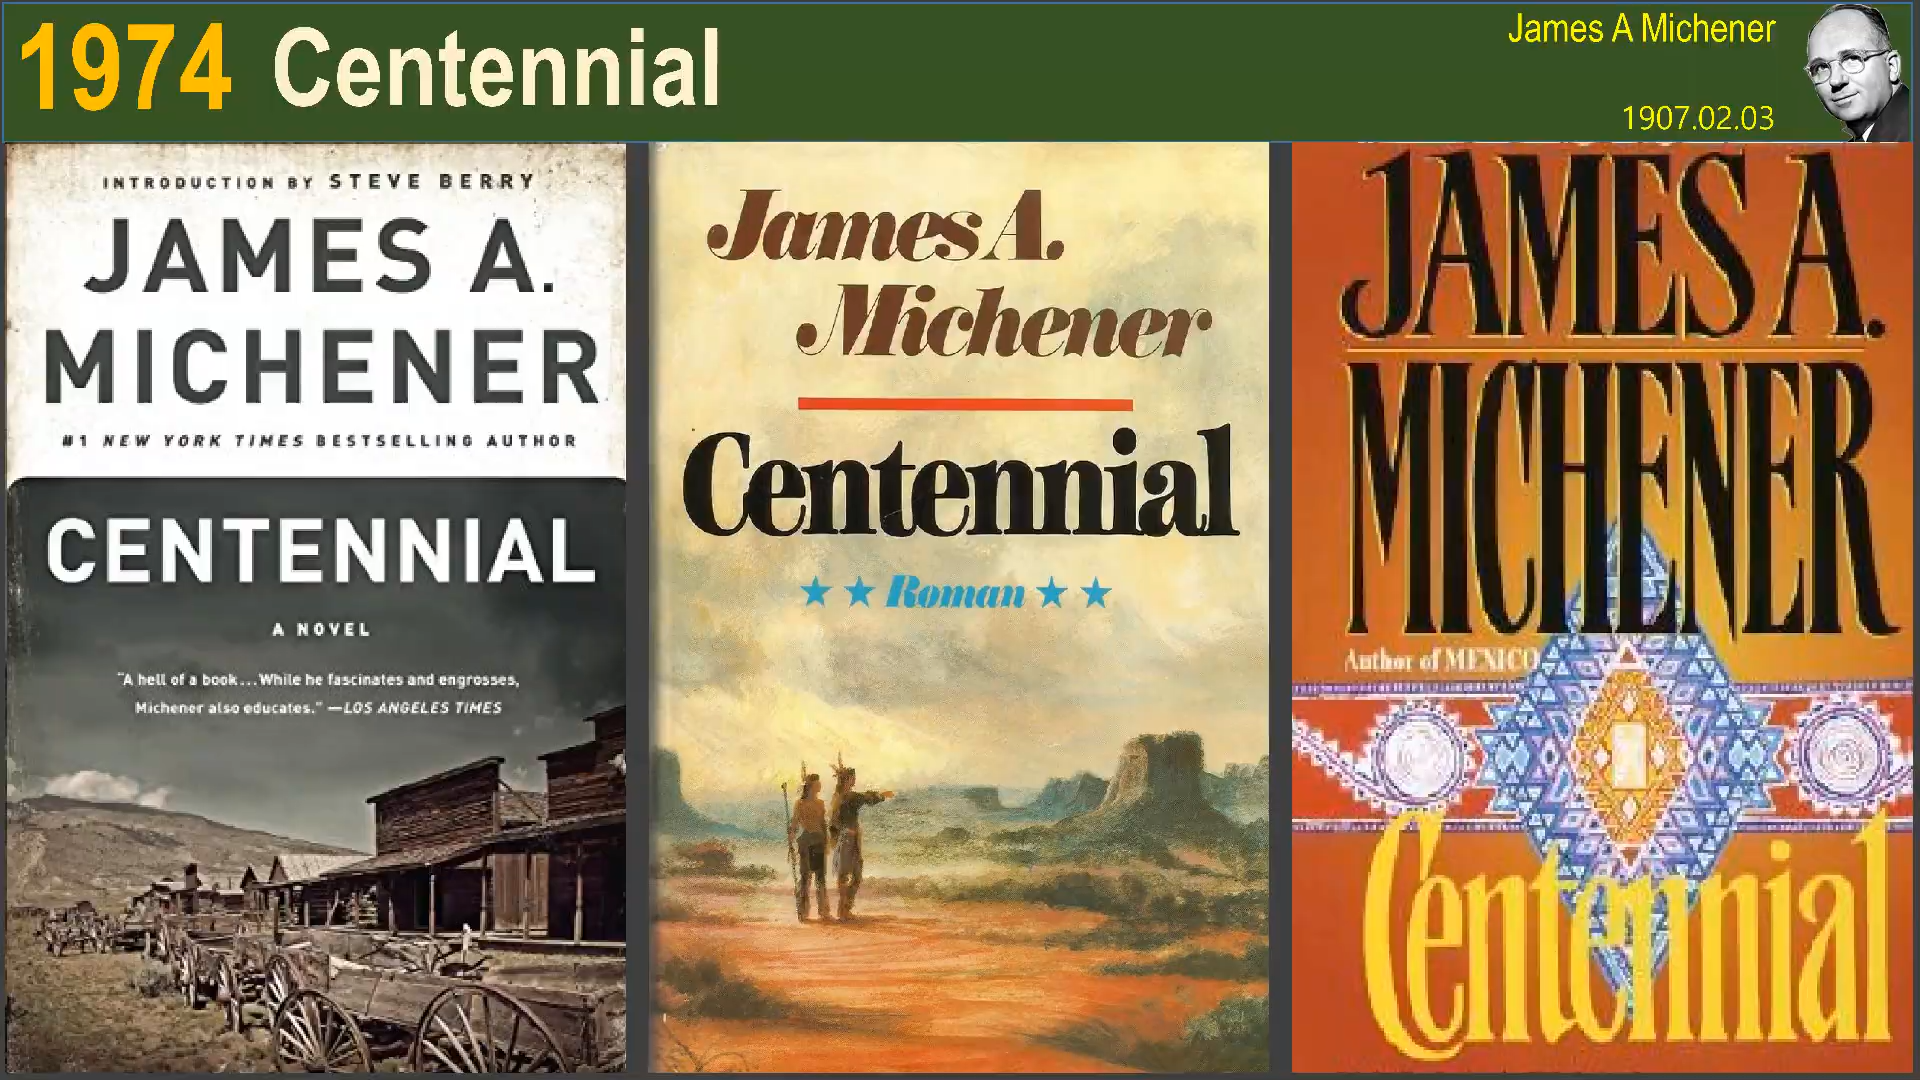 1974 Centennial
James A Michener
1907.02.03
INTRODUCTION BY STEVE BERRY
JAMES A.
MICHENER
#1 NEW YORK TIMES BESTSELLING AUTHOR
CENTENNIAL
A NOVEL
"A hell of a book...While he fascinates and engrosses,
Michener also educates." —LOS ANGELES TIMES
James A.
Michener
Centennial
★ ★ Roman ★ ★
JAMES A.
MICHENER
Author of MEXICO
Centennial